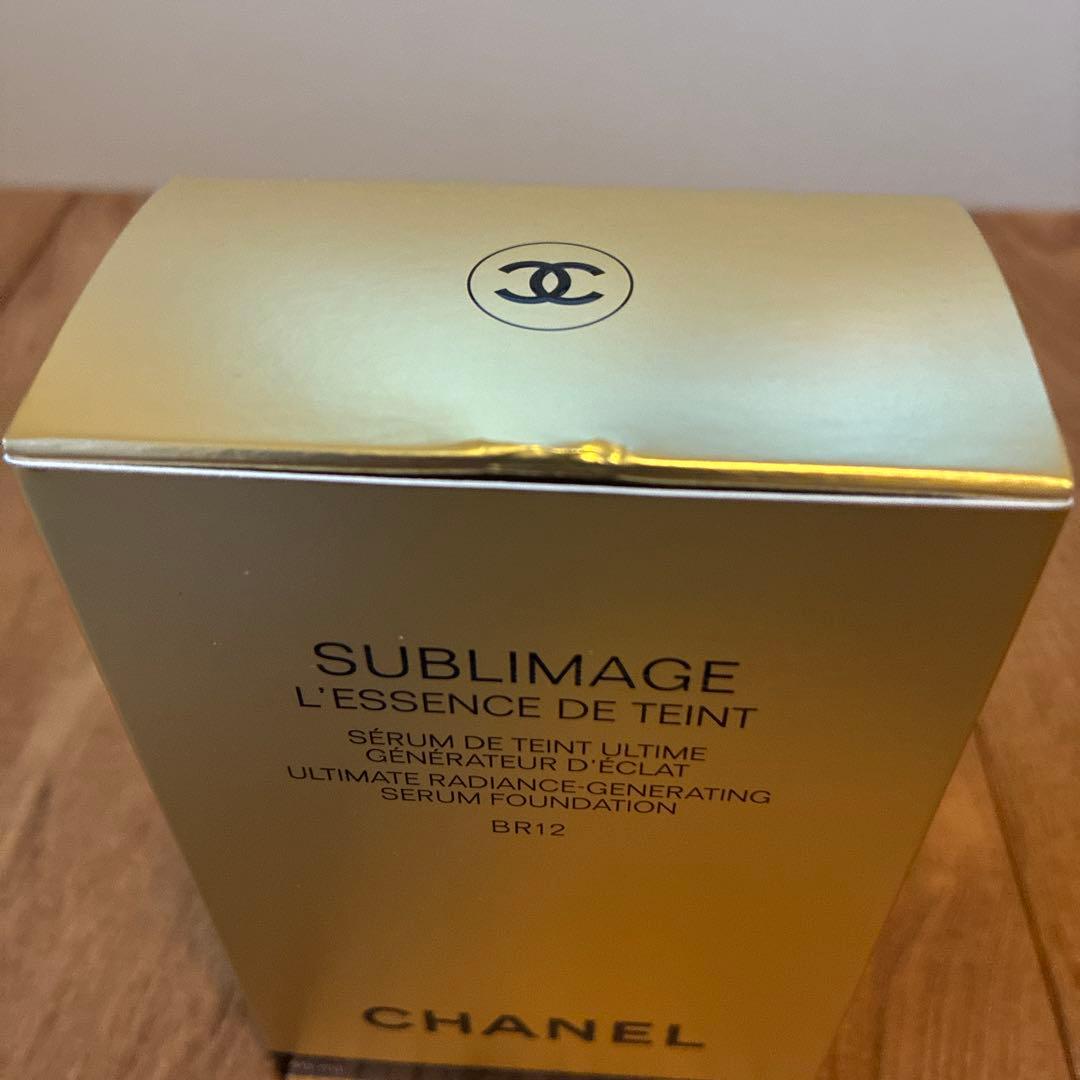 SUBLIMAGE
L'ESSENCE DE TEINT
SÉRUM DE TEINT ULTIME
GÉNÉRATEUR D'ÉCLAT
ULTIMATE RADIANCE-GENERATING
SERUM FOUNDATION
BR12
CHANEL